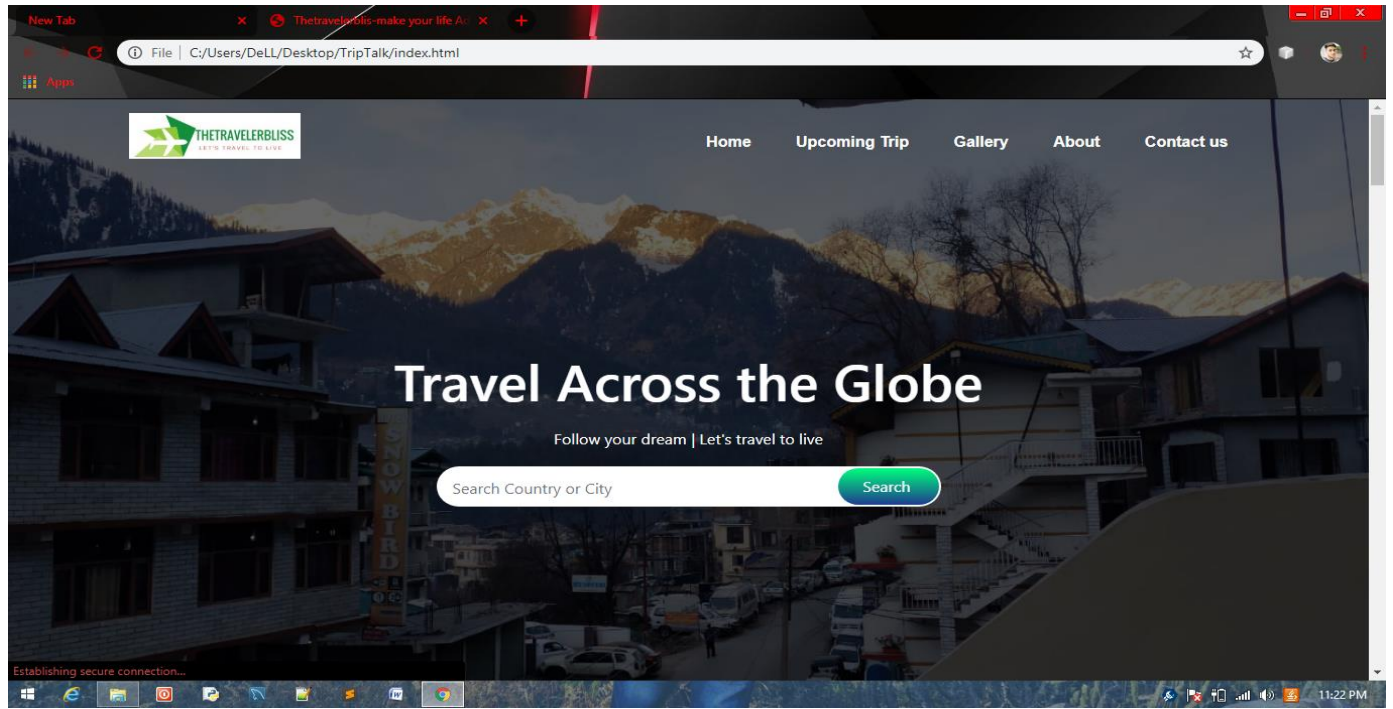 New Tab
Thetravelerblis-make your life Ad
File | C:/Users/DeLL/Desktop/TripTalk/index.html
Apps
THETRAVELERBLISS
LET'S TRAVEL TO LIVE
Home Upcoming Trip Gallery About Contact us
Travel Across the Globe
Follow your dream | Let's travel to live
Search Country or City Search
SNOW BIRD
Establishing secure connection...
11:22 PM